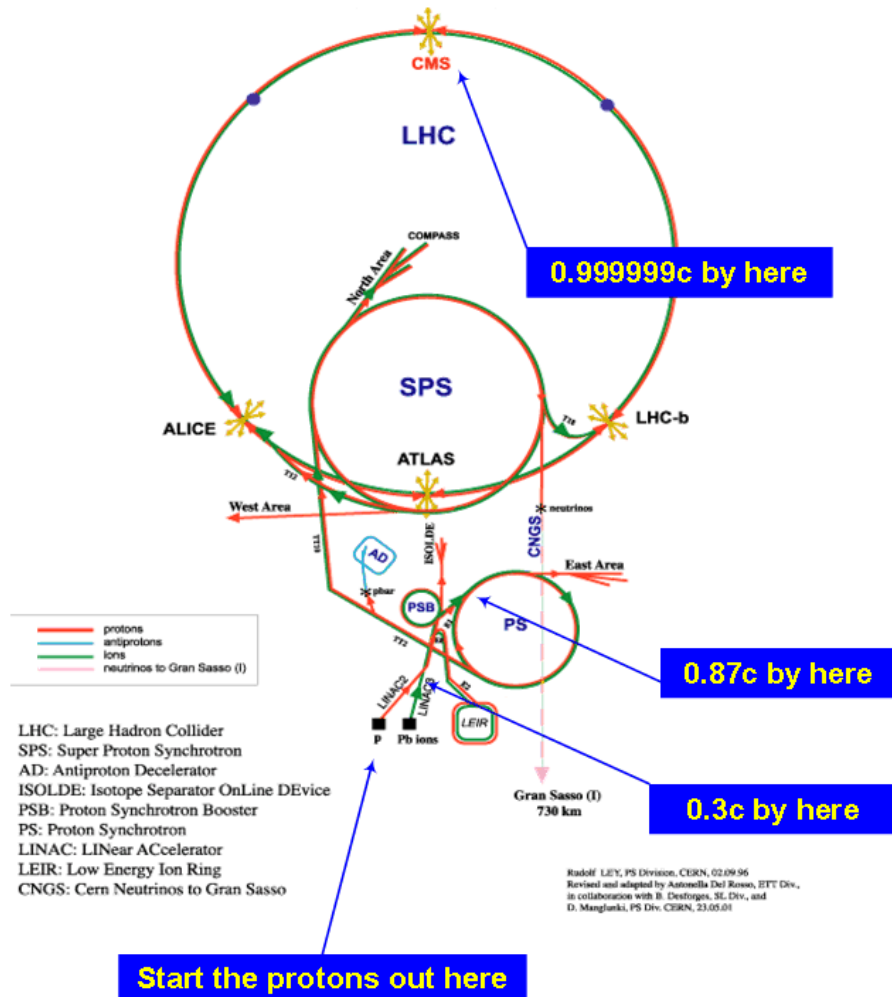 CMS
LHC
COMPASS
North Area
0.999999c by here
SPS
ALICE
LHC-b
TI8
ATLAS
TI2
West Area
neutrinos
CNGS
ISOLDE
TT10
East Area
AD
pbar
PSB
PS
TT2
protons
antiprotons
ions
neutrinos to Gran Sasso (I)
0.87c by here
LINAC2
LINAC3
E2
LEIR
p
Pb ions
LHC: Large Hadron Collider
SPS: Super Proton Synchrotron
AD: Antiproton Decelerator
ISOLDE: Isotope Separator OnLine DEvice
PSB: Proton Synchrotron Booster
PS: Proton Synchrotron
LINAC: LINear ACcelerator
LEIR: Low Energy Ion Ring
CNGS: Cern Neutrinos to Gran Sasso
Gran Sasso (I)
730 km
0.3c by here
Rudolf LEY, PS Division, CERN, 02.09.96
Revised and adapted by Antonella Del Rosso, ETT Div.,
in collaboration with B. Desforges, SL Div., and
D. Manglunki, PS Div. CERN, 23.05.01
Start the protons out here